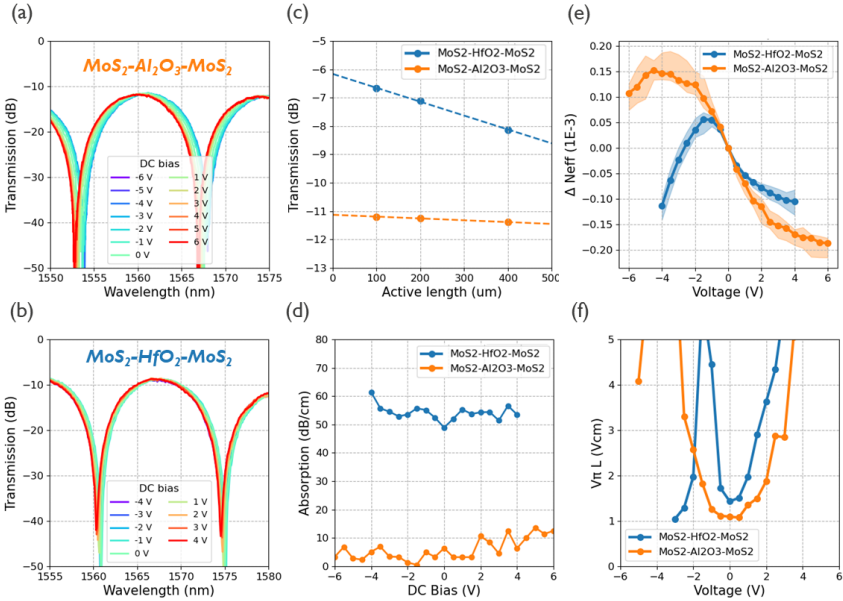 (a)
0
−10
−20
−30
−40
−50
Transmission (dB)
MoS₂-Al₂O₃-MoS₂
DC bias
-6 V
-5 V
-4 V
-3 V
-2 V
-1 V
0 V
1 V
2 V
3 V
4 V
5 V
6 V
1550 1555 1560 1565 1570 1575
Wavelength (nm)
(c)
−5
−6
−7
−8
−9
−10
−11
−12
−13
Transmission (dB)
MoS2-HfO2-MoS2
MoS2-Al2O3-MoS2
0 100 200 300 400 500
Active length (um)
(e)
0.20
0.15
0.10
0.05
0.00
−0.05
−0.10
−0.15
−0.20
Δ Neff (1E-3)
MoS2-HfO2-MoS2
MoS2-Al2O3-MoS2
−6 −4 −2 0 2 4 6
Voltage (V)
(b)
0
−10
−20
−30
−40
−50
Transmission (dB)
MoS₂-HfO₂-MoS₂
DC bias
-4 V
-3 V
-2 V
-1 V
0 V
1 V
2 V
3 V
4 V
1555 1560 1565 1570 1575 1580
Wavelength (nm)
(d)
80
70
60
50
40
30
20
10
0
Absorption (dB/cm)
MoS2-HfO2-MoS2
MoS2-Al2O3-MoS2
−6 −4 −2 0 2 4 6
DC Bias (V)
(f)
5
4
3
2
1
0
Vπ L (Vcm)
MoS2-HfO2-MoS2
MoS2-Al2O3-MoS2
−6 −4 −2 0 2 4 6
Voltage (V)